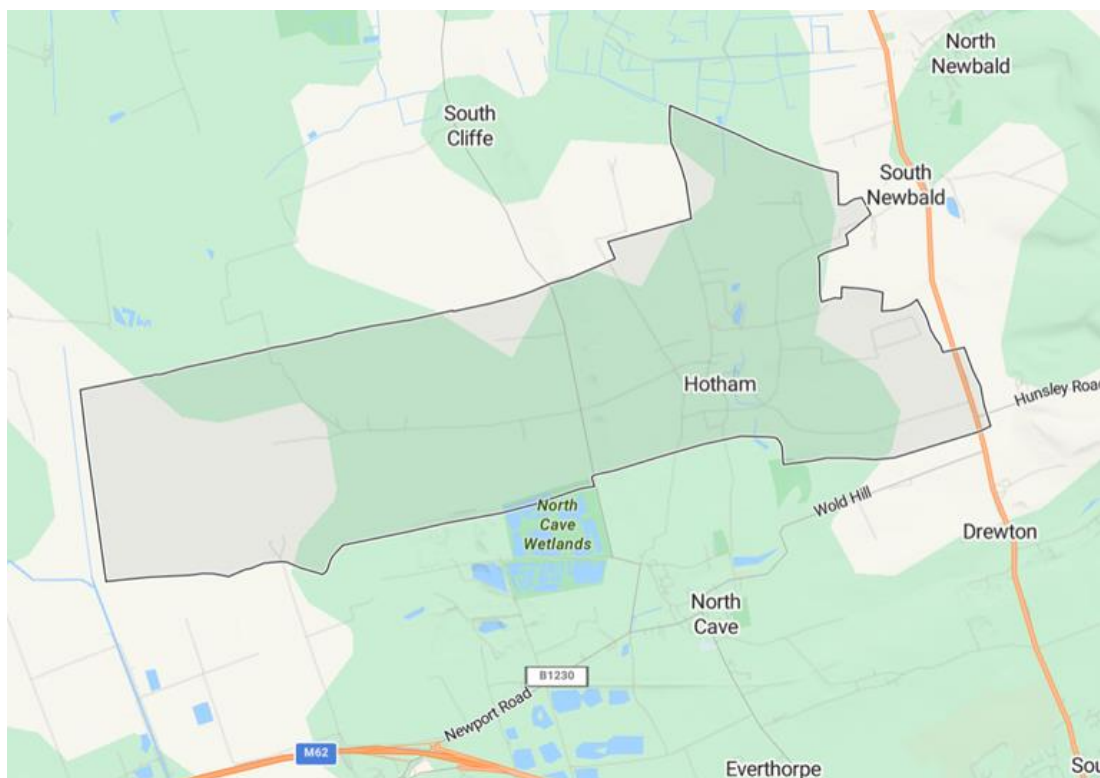 North
Newbald
South
Cliffe
South
Newbald
Hotham
Hunsley Road
Wold Hill
North
Cave
Wetlands
Drewton
North
Cave
B1230
Newport Road
M62
Everthorpe
Sou